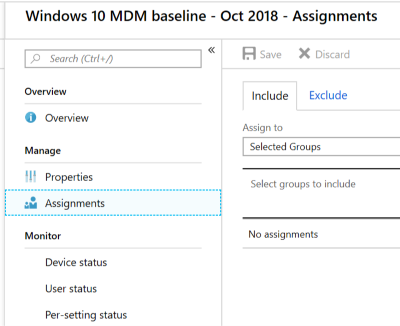 Windows 10 MDM baseline - Oct 2018 - Assignments
Search (Ctrl+/)
«
Save
Discard
Overview
Overview
Manage
Properties
Assignments
Monitor
Device status
User status
Per-setting status
Include
Exclude
Assign to
Selected Groups
Select groups to include
No assignments